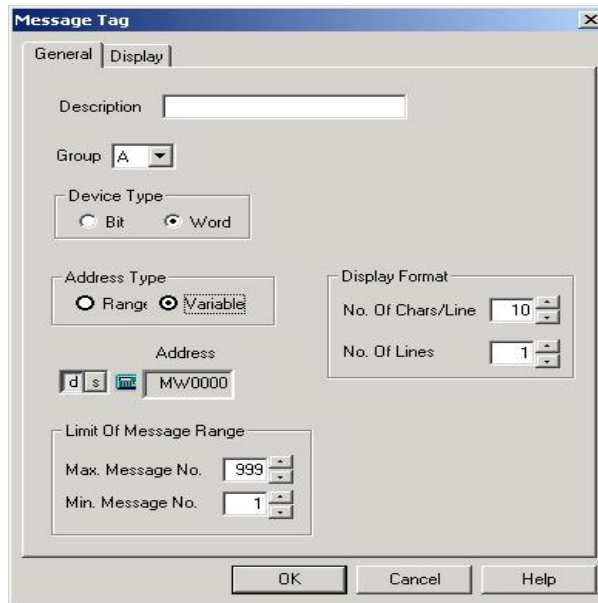 Message Tag
General Display
Description
Group A
Device Type
Bit Word
Address Type
Range Variable
Display Format
No. Of Chars/Line 10
No. Of Lines 1
Address
d s MW0000
Limit Of Message Range
Max. Message No. 999
Min. Message No. 1
OK Cancel Help